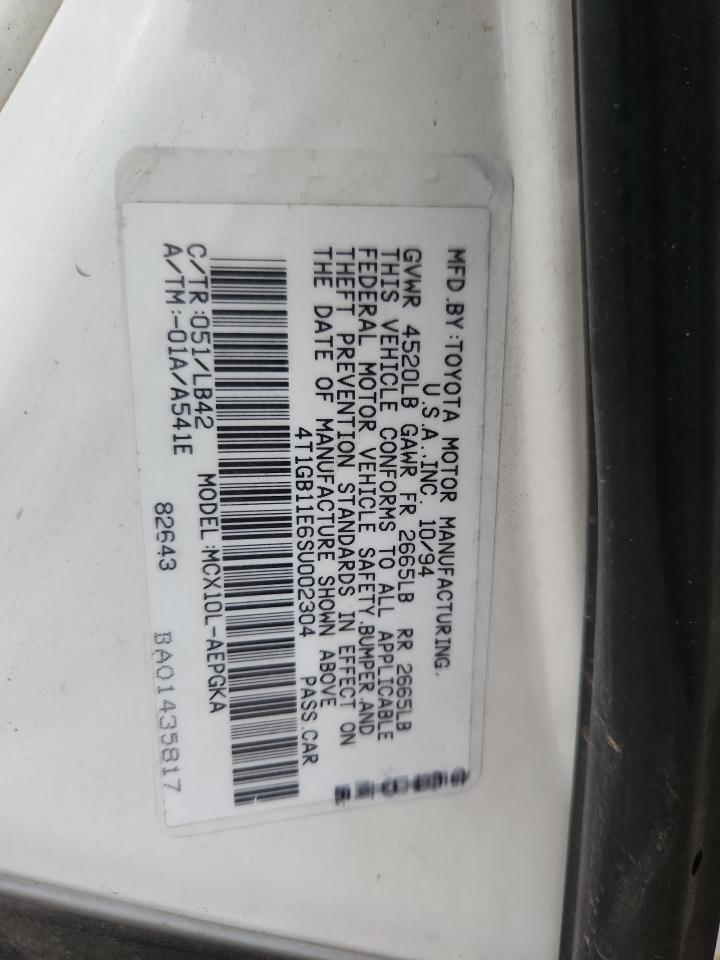 MFD.BY:TOYOTA MOTOR MANUFACTURING,
U.S.A.,INC. 10/94
GVWR 4520LB GAWR FR 2665LB RR 2665LB
THIS VEHICLE CONFORMS TO ALL APPLICABLE
FEDERAL MOTOR VEHICLE SAFETY,BUMPER,AND
THEFT PREVENTION STANDARDS IN EFFECT ON
THE DATE OF MANUFACTURE SHOWN ABOVE
4T1GB11E6SU002304 PASS.CAR
C/TR:051/LB42 MODEL:MCX10L-AEPGKA
A/TM:-01A/A541E 82643 BA01435817